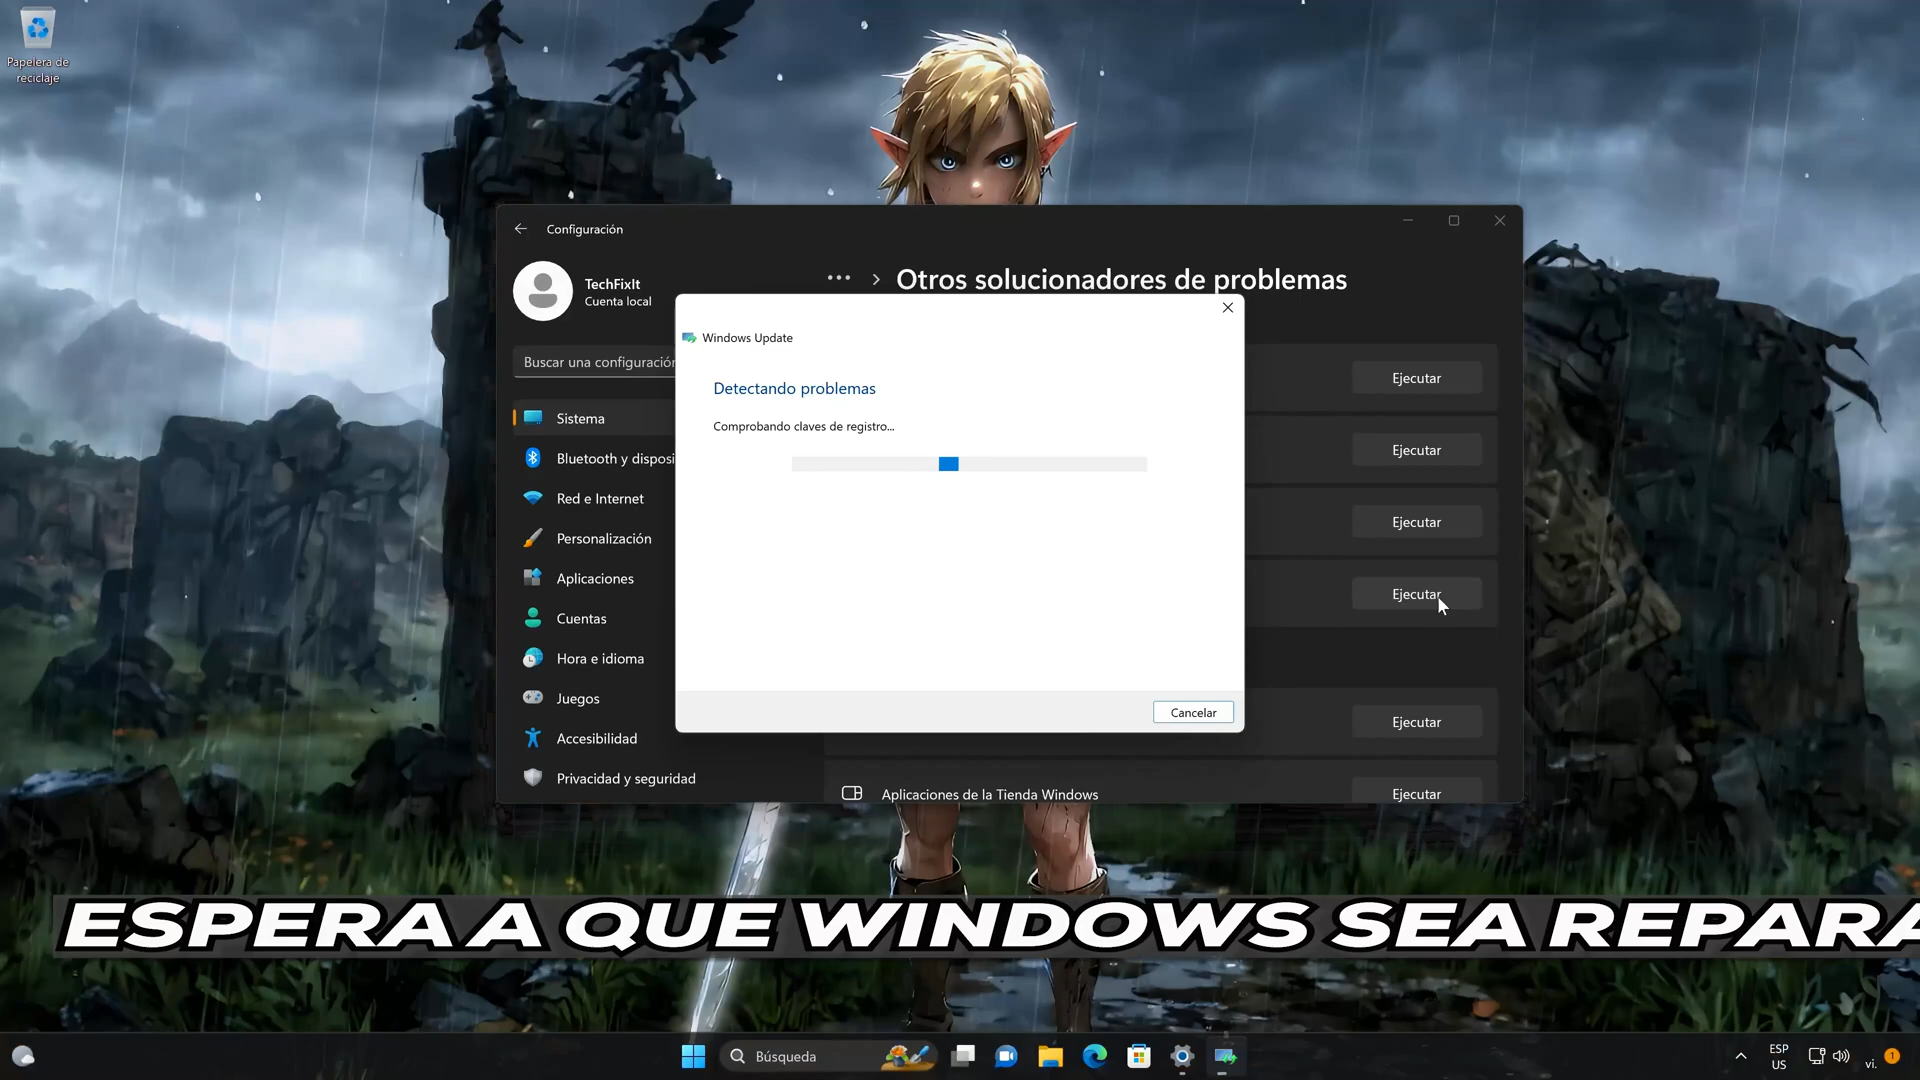 Papelera de
reciclaje
Configuración
TechFixIt
Cuenta local
Otros solucionadores de problemas
Buscar una configuración
Windows Update
Detectando problemas
Comprobando claves de registro...
Cancelar
Sistema
Bluetooth y disposi
Red e Internet
Personalización
Aplicaciones
Cuentas
Hora e idioma
Juegos
Accesibilidad
Privacidad y seguridad
Ejecutar
Ejecutar
Ejecutar
Ejecutar
Ejecutar
Aplicaciones de la Tienda Windows
Ejecutar
ESPERA A QUE WINDOWS SEA REPARA
Búsqueda
ESP
US
vi.
1